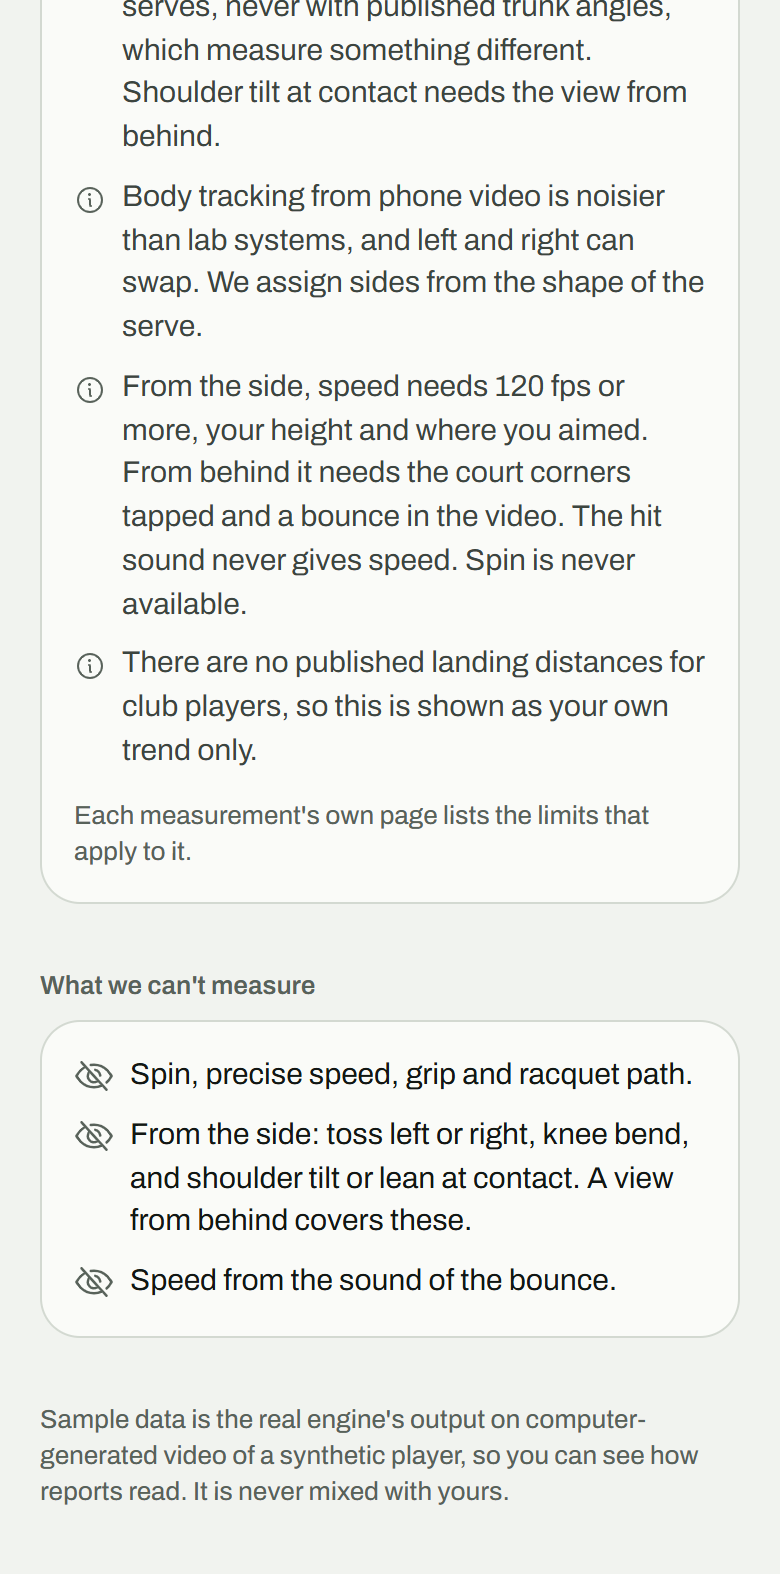 serves, never with published trunk angles,
which measure something different.
Shoulder tilt at contact needs the view from
behind.
Body tracking from phone video is noisier
than lab systems, and left and right can
swap. We assign sides from the shape of the
serve.
From the side, speed needs 120 fps or
more, your height and where you aimed.
From behind it needs the court corners
tapped and a bounce in the video. The hit
sound never gives speed. Spin is never
available.
There are no published landing distances for
club players, so this is shown as your own
trend only.
Each measurement's own page lists the limits that
apply to it.
What we can't measure
Spin, precise speed, grip and racquet path.
From the side: toss left or right, knee bend,
and shoulder tilt or lean at contact. A view
from behind covers these.
Speed from the sound of the bounce.
Sample data is the real engine's output on computer-
generated video of a synthetic player, so you can see how
reports read. It is never mixed with yours.